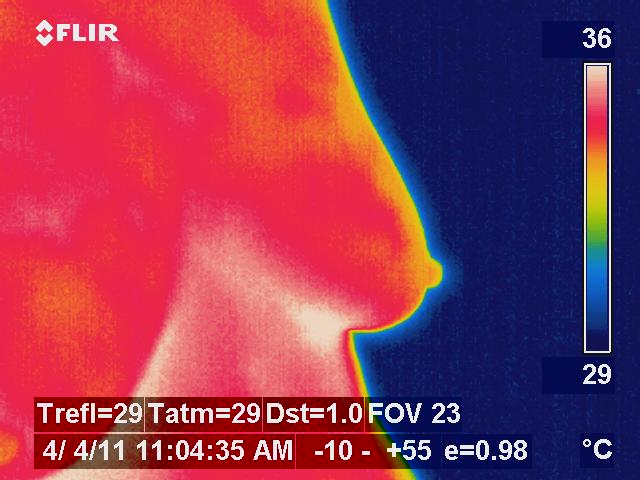 FLIR
36
29
Trefl=29 Tatm=29 Dst=1.0 FOV 23
4/ 4/11 11:04:35 AM -10 - +55 e=0.98 °C